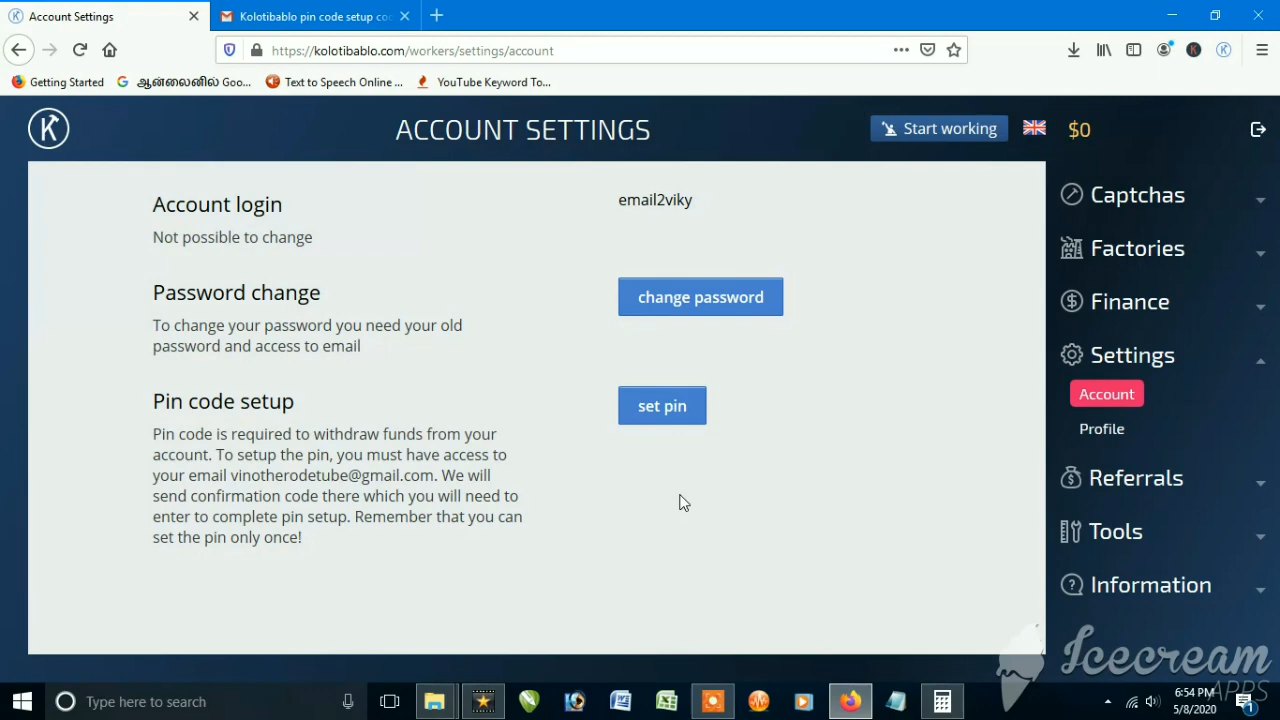 Account Settings
Kolotibablo pin code setup co
https://kolotibablo.com/workers/settings/account
Getting Started
ஆன்லைனில் Goo...
Text to Speech Online ...
YouTube Keyword To...
K
ACCOUNT SETTINGS
Start working
$0
Account login
email2viky
Not possible to change
Password change
change password
To change your password you need your old
password and access to email
Pin code setup
set pin
Pin code is required to withdraw funds from your
account. To setup the pin, you must have access to
your email vinotherodetube@gmail.com. We will
send confirmation code there which you will need to
enter to complete pin setup. Remember that you can
set the pin only once!
Captchas
Factories
Finance
Settings
Account
Profile
Referrals
Tools
Information
Icecream
APPS
Type here to search
6:54 PM
5/8/2020